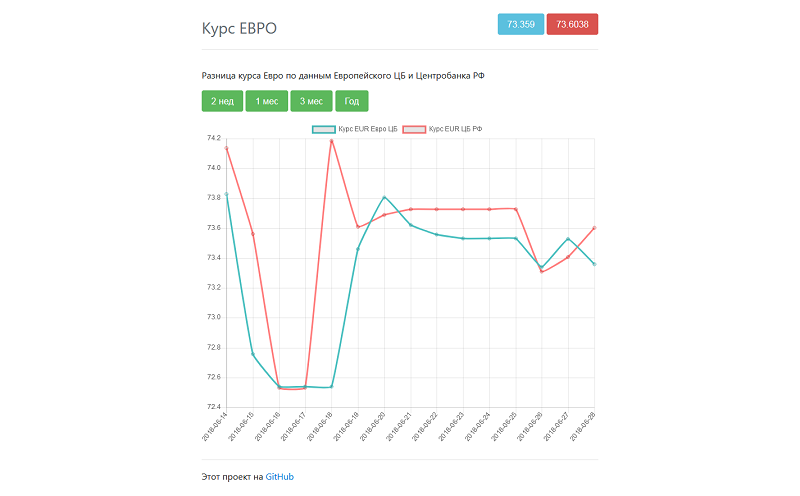 Курс ЕВРО
73.359 73.6038
Разница курса Евро по данным Европейского ЦБ и Центробанка РФ
2 нед 1 мес 3 мес Год
Курс EUR Евро ЦБ Курс EUR ЦБ РФ
74.2
74.0
73.8
73.6
73.4
73.2
73.0
72.8
72.6
72.4
2018-06-14 2018-06-15 2018-06-16 2018-06-17 2018-06-18 2018-06-19 2018-06-20 2018-06-21 2018-06-22 2018-06-23 2018-06-24 2018-06-25 2018-06-26 2018-06-27 2018-06-28
Этот проект на GitHub